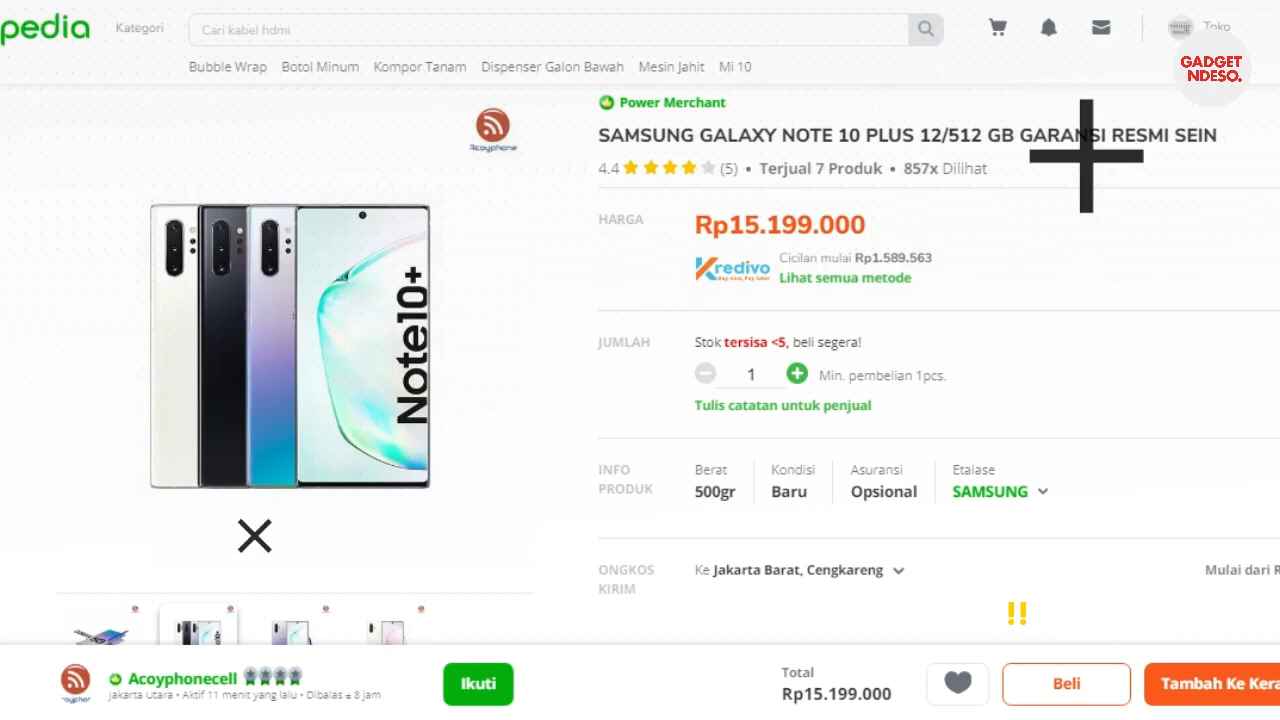 pedia
Kategori
Cari kabel hdmi
Toko
Bubble Wrap Botol Minum Kompor Tanam Dispenser Galon Bawah Mesin Jahit Mi 10
GADGET
NDESO.
Acoyphone
Power Merchant
SAMSUNG GALAXY NOTE 10 PLUS 12/512 GB GARANSI RESMI SEIN
4.4 (5) • Terjual 7 Produk • 857x Dilihat
HARGA
Rp15.199.000
Kredivo
Buy now, Pay later
Cicilan mulai Rp1.589.563
Lihat semua metode
Note10+
JUMLAH
Stok tersisa <5, beli segera!
1
Min. pembelian 1pcs.
Tulis catatan untuk penjual
INFO
PRODUK
Berat Kondisi Asuransi Etalase
500gr Baru Opsional SAMSUNG
ONGKOS
KIRIM
Ke Jakarta Barat, Cengkareng
Mulai dari R
!!
Acoyphonecell
Jakarta Utara • Aktif 11 menit yang lalu • Dibalas ± 8 jam
Ikuti
Total
Rp15.199.000
Beli
Tambah Ke Kera